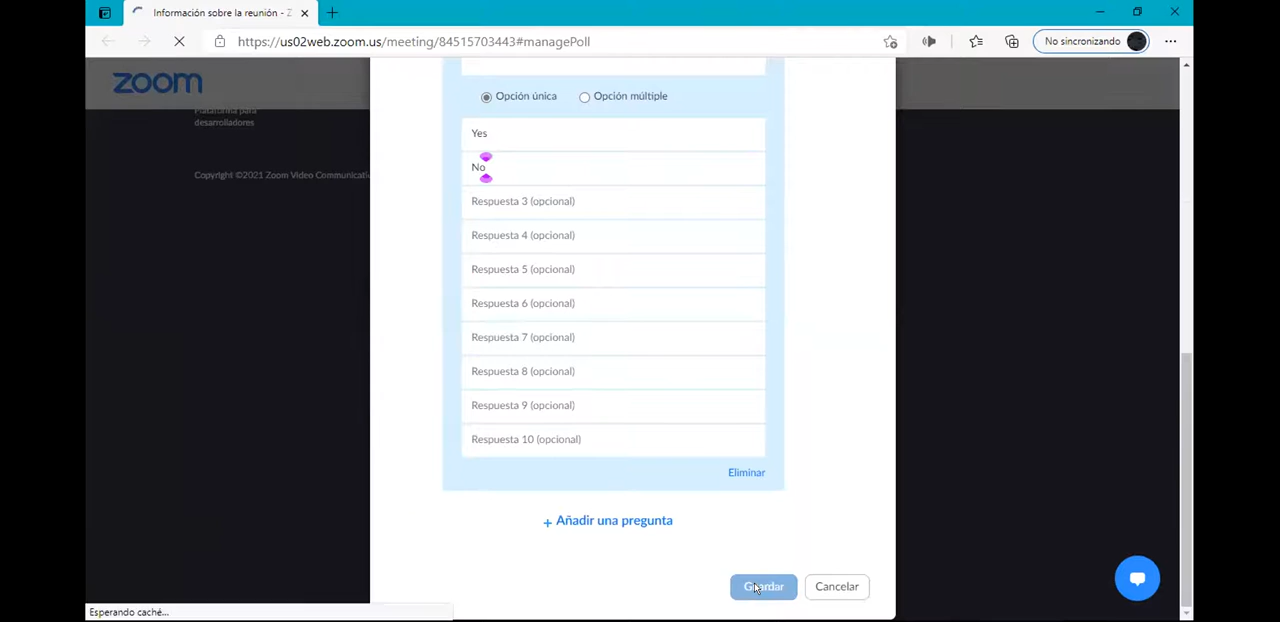 Información sobre la reunión - Z
https://us02web.zoom.us/meeting/84515703443#managePoll
No sincronizando
zoom
Plataforma para
desarrolladores
Copyright ©2021 Zoom Video Communicati
Opción única
Opción múltiple
Yes
No
Respuesta 3 (opcional)
Respuesta 4 (opcional)
Respuesta 5 (opcional)
Respuesta 6 (opcional)
Respuesta 7 (opcional)
Respuesta 8 (opcional)
Respuesta 9 (opcional)
Respuesta 10 (opcional)
Eliminar
+ Añadir una pregunta
Guardar
Cancelar
Esperando caché...